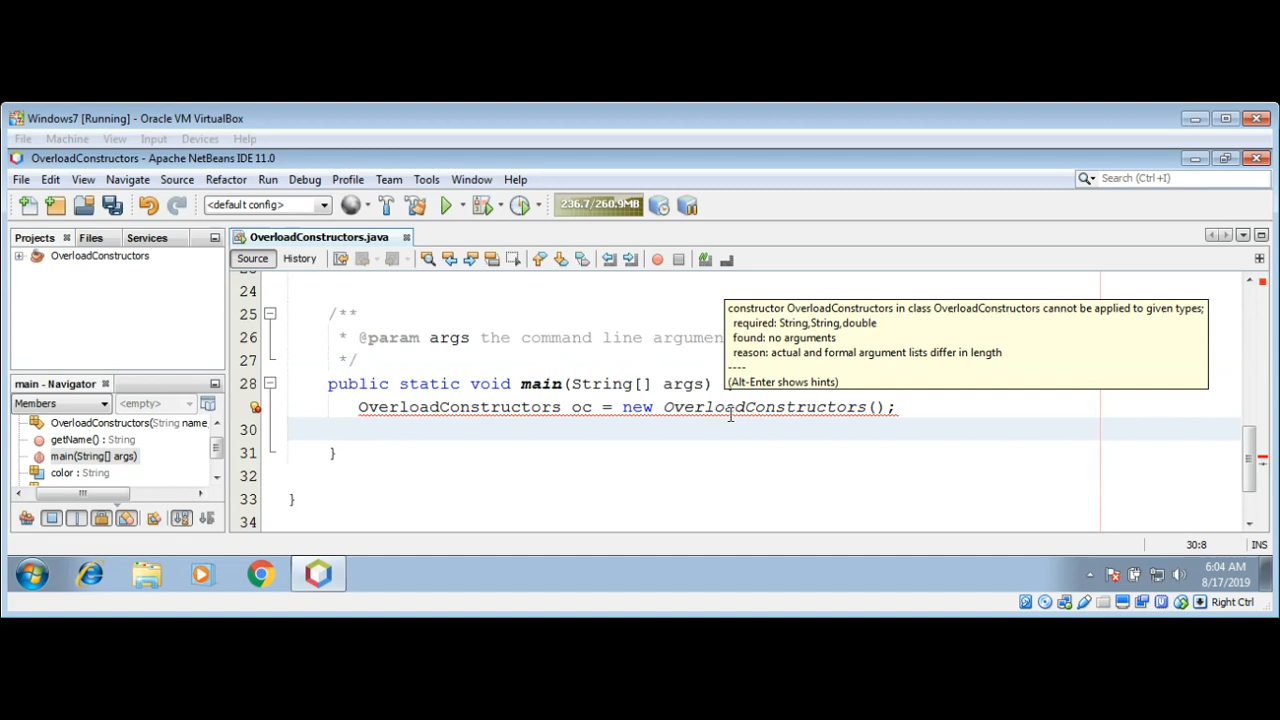 Windows7 [Running] - Oracle VM VirtualBox
File Machine View Input Devices Help
OverloadConstructors - Apache NetBeans IDE 11.0
File Edit View Navigate Source Refactor Run Debug Profile Team Tools Window Help
Search (Ctrl+I)
<default config>
236.7/260.9MB
Projects Files Services
OverloadConstructors.java
OverloadConstructors
Source History
24
25 /**
26 * @param args the command line argumen
27 */
28 public static void main(String[] args)
OverloadConstructors oc = new OverloadConstructors();
30
31 }
32
33 }
34
constructor OverloadConstructors in class OverloadConstructors cannot be applied to given types;
required: String,String,double
found: no arguments
reason: actual and formal argument lists differ in length
----
(Alt-Enter shows hints)
main - Navigator
Members
<empty>
OverloadConstructors(String name,
getName() : String
main(String[] args)
color : String
30:8 INS
6:04 AM
8/17/2019
Right Ctrl